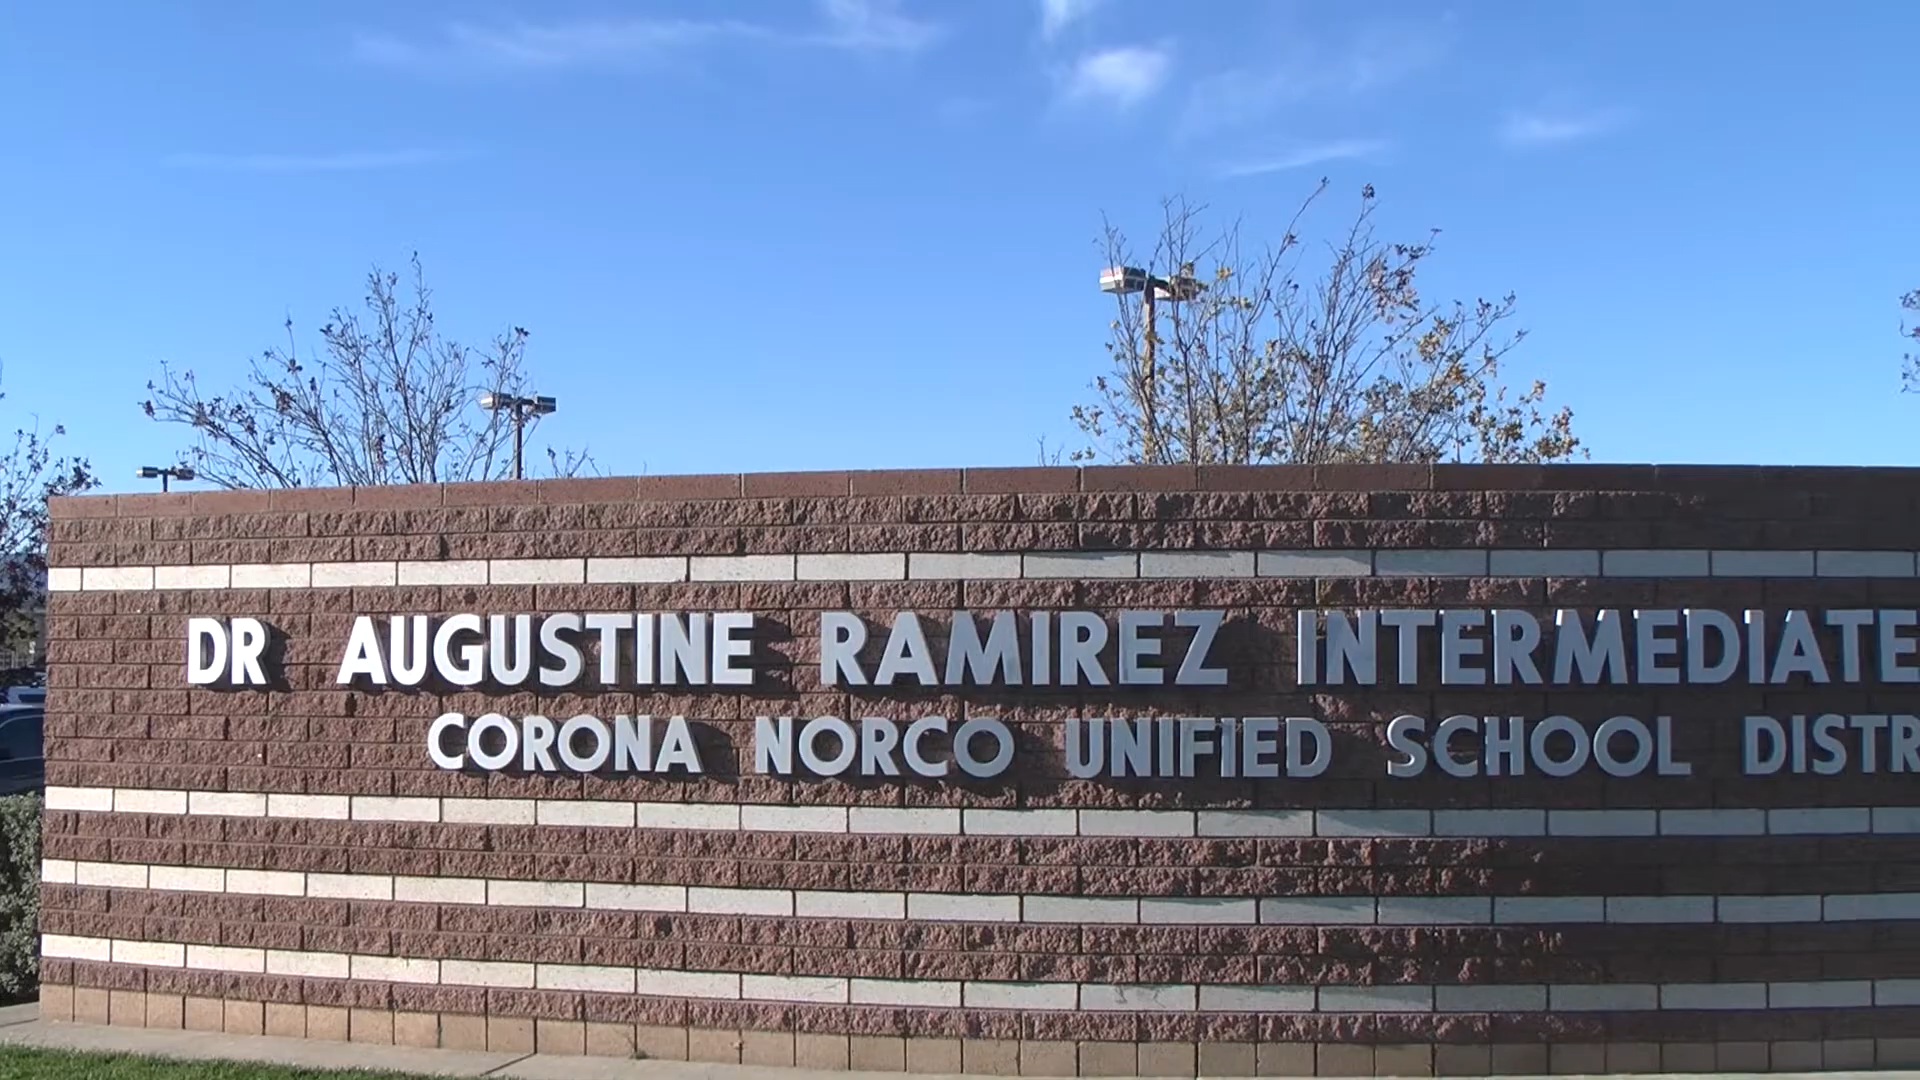 DR AUGUSTINE RAMIREZ INTERMEDIATE
CORONA NORCO UNIFIED SCHOOL DISTR